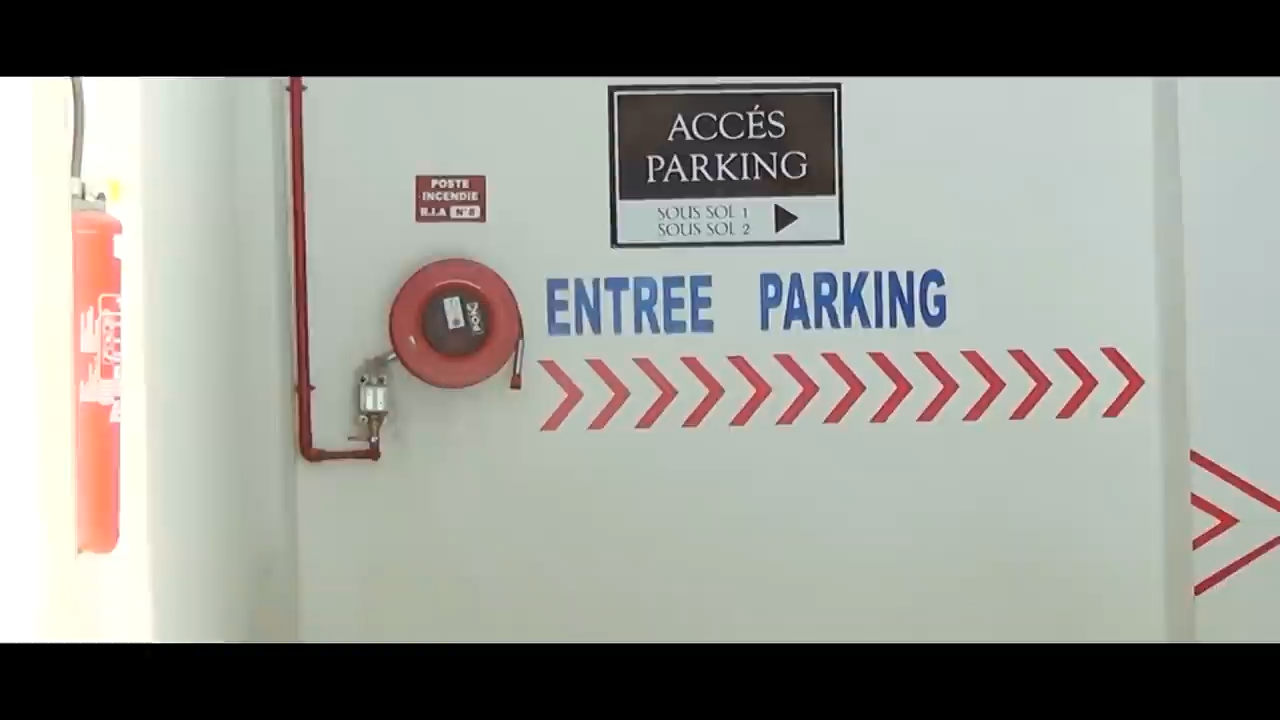 ACCÉS
PARKING
SOUS SOL 1
SOUS SOL 2
POSTE
INCENDIE
R.I.A N°8
ENTREE PARKING